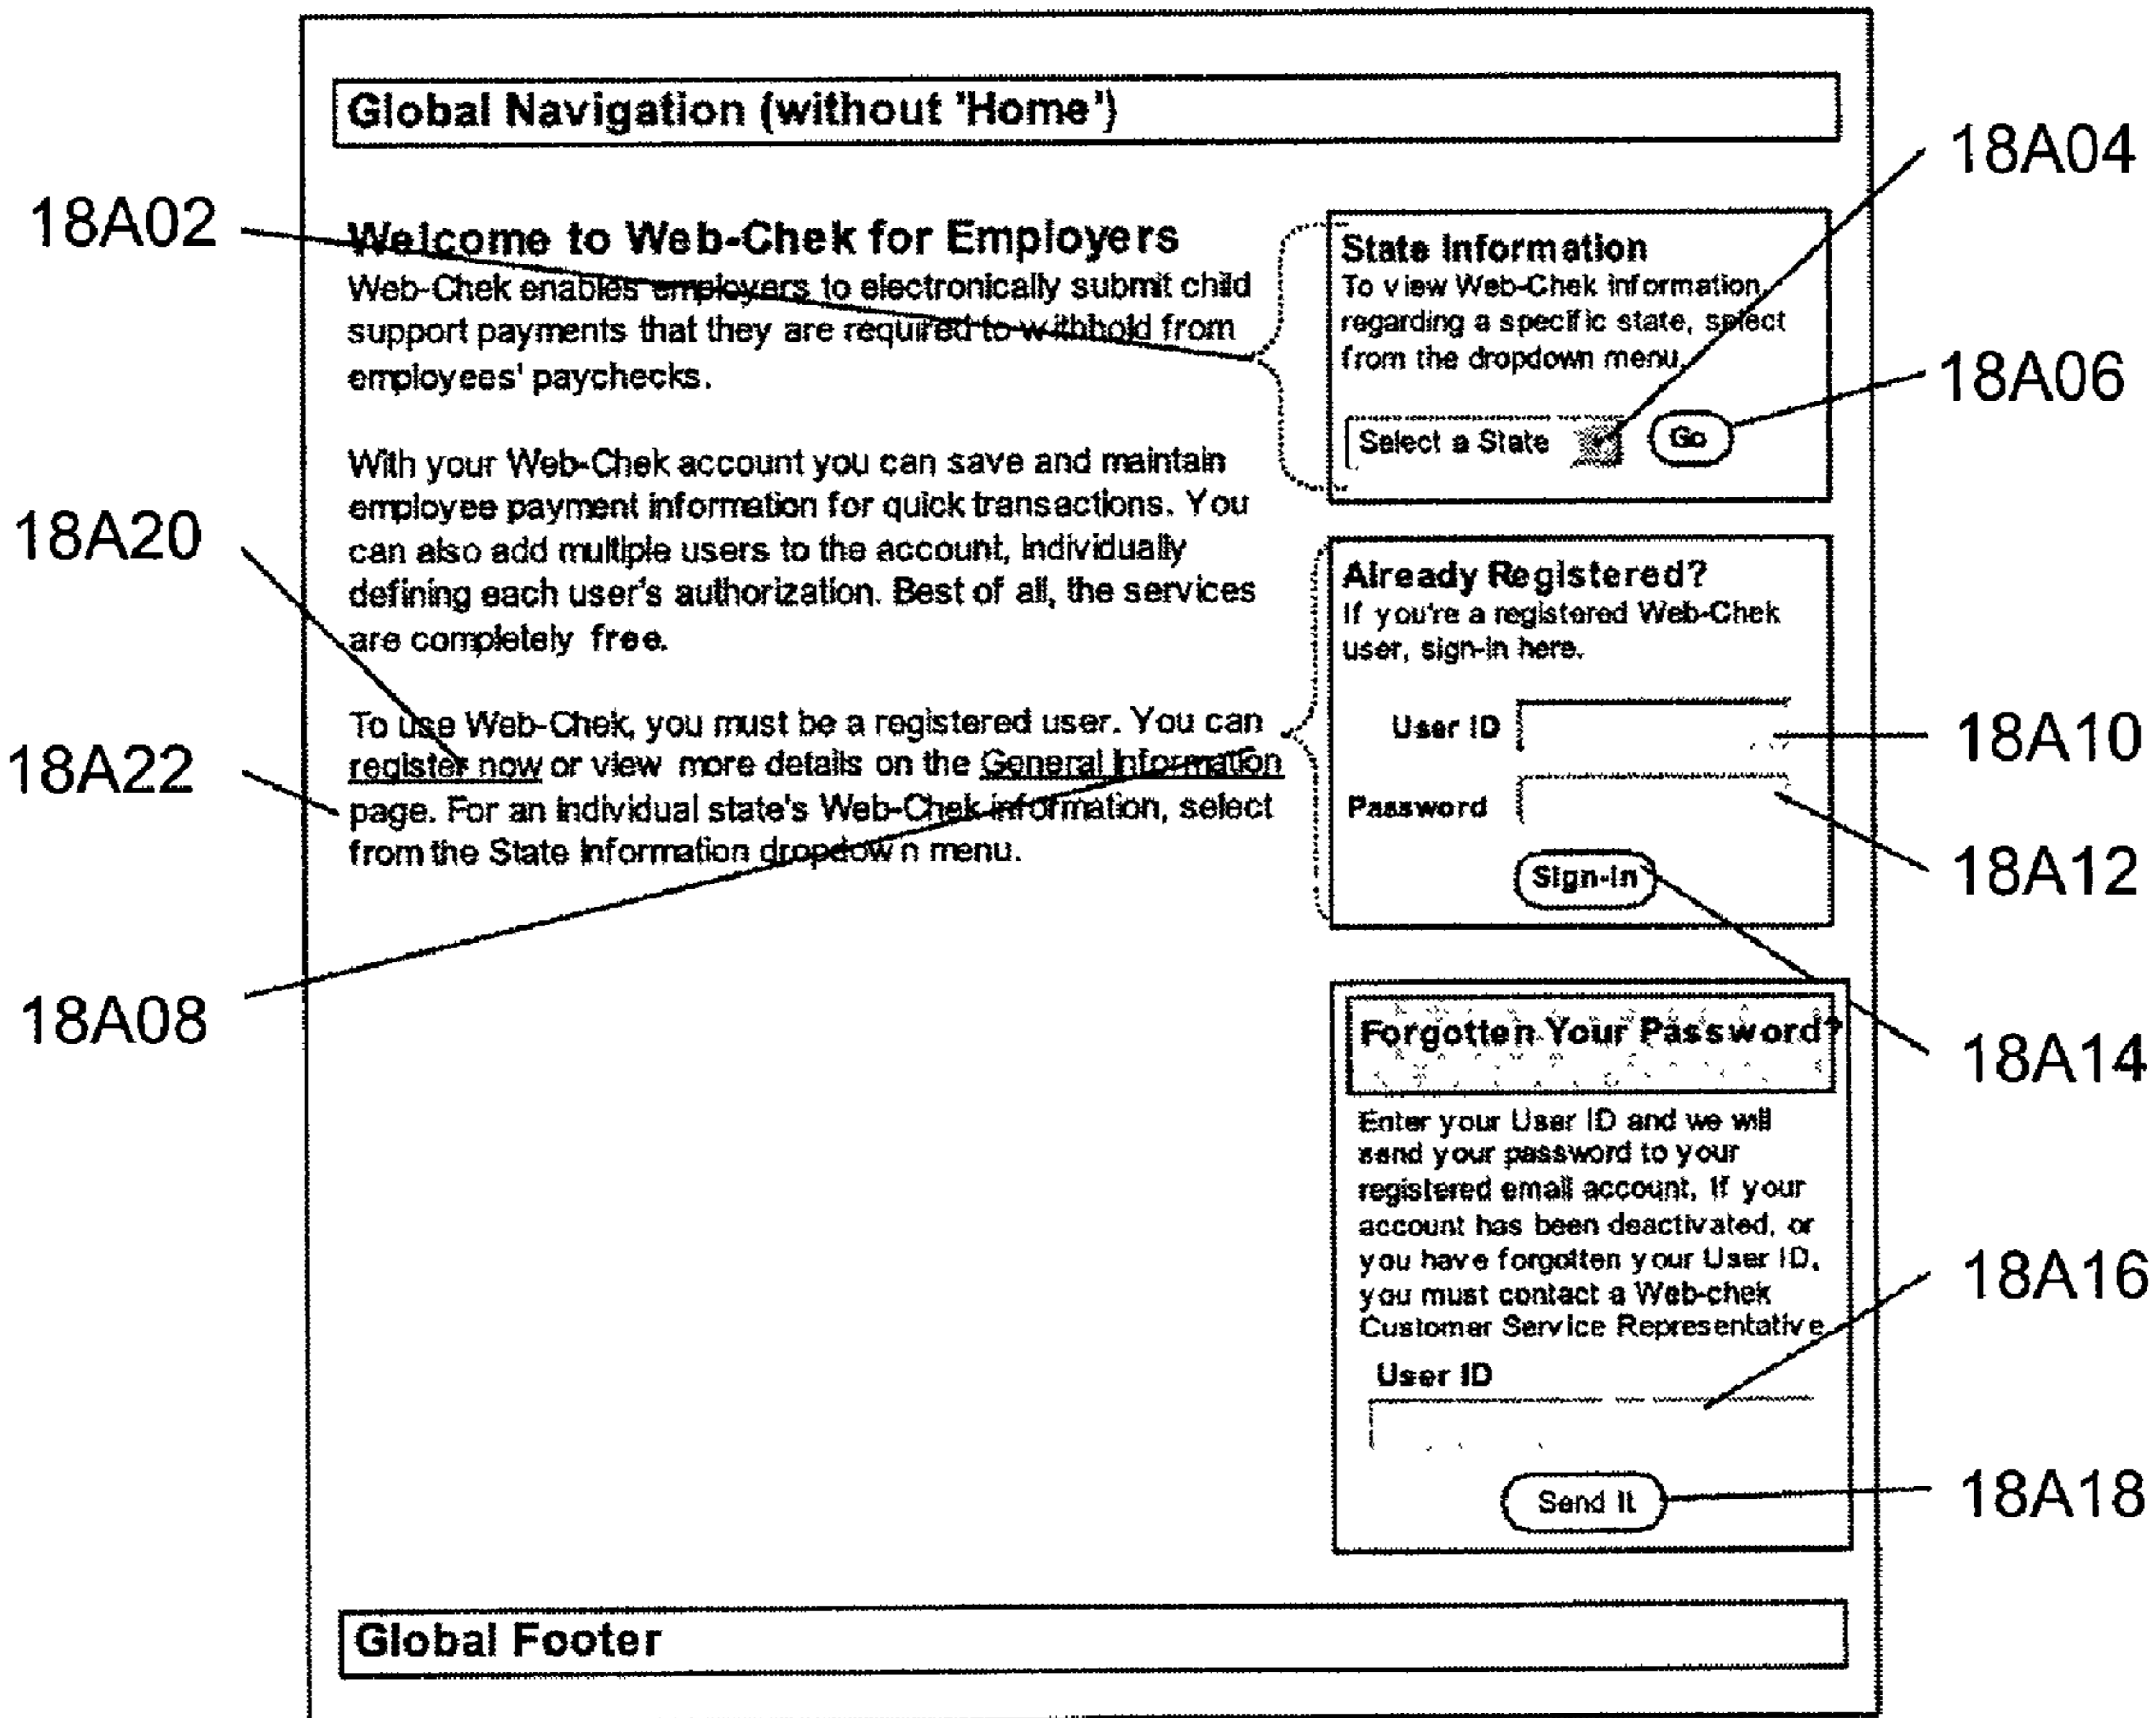 Global Navigation (without 'Home')
18A04
18A02
Welcome to Web-Chek for Employers
Web-Chek enables employers to electronically submit child
support payments that they are required to withhold from
employees' paychecks.
With your Web-Chek account you can save and maintain
employee payment information for quick transactions. You
can also add multiple users to the account, individually
defining each user's authorization. Best of all, the services
are completely free.
To use Web-Chek, you must be a registered user. You can
register now or view more details on the General Information
page. For an individual state's Web-Chek information, select
from the State Information dropdown menu.
18A20
18A22
18A08
State Information
To view Web-Chek information
regarding a specific state, select
from the dropdown menu.
Select a State
Go
18A06
Already Registered?
If you're a registered Web-Chek
user, sign-in here.
User ID
18A10
Password
18A12
Sign-In
18A14
Forgotten Your Password?
Enter your User ID and we will
send your password to your
registered email account, If your
account has been deactivated, or
you have forgotten your User ID,
you must contact a Web-chek
Customer Service Representative
18A16
User ID
Send It
18A18
Global Footer